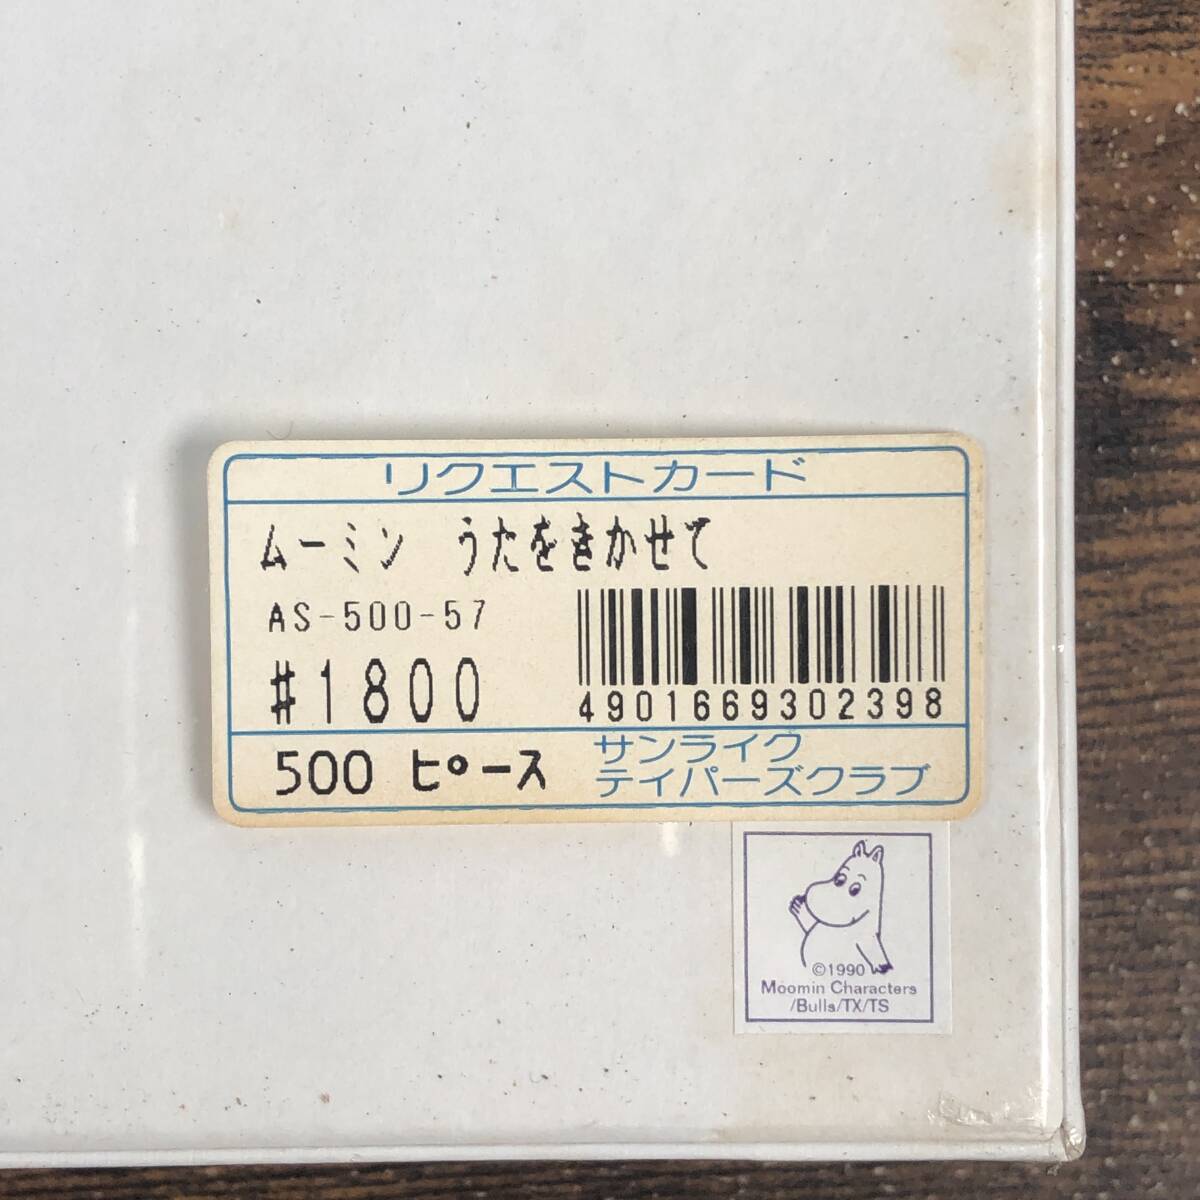 リクエストカード
ムーミン うたをきかせて
AS-500-57
#1800
4901669302398
500 ピース
サンライク
テイパーズクラブ
©1990
Moomin Characters
/Bulls/TX/TS